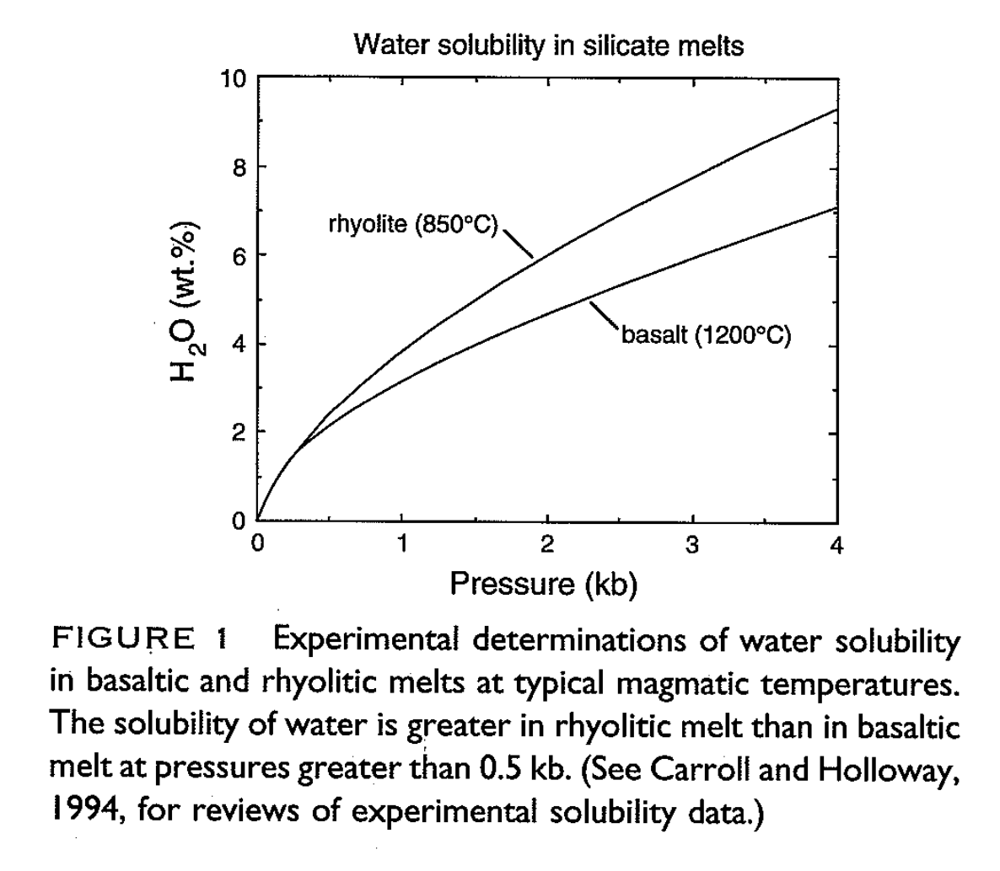 Water solubility in silicate melts
10
8
6
4
2
0
H2O (wt.%)
rhyolite (850°C)
basalt (1200°C)
0 1 2 3 4
Pressure (kb)
FIGURE 1 Experimental determinations of water solubility
in basaltic and rhyolitic melts at typical magmatic temperatures.
The solubility of water is greater in rhyolitic melt than in basaltic
melt at pressures greater than 0.5 kb. (See Carroll and Holloway,
1994, for reviews of experimental solubility data.)